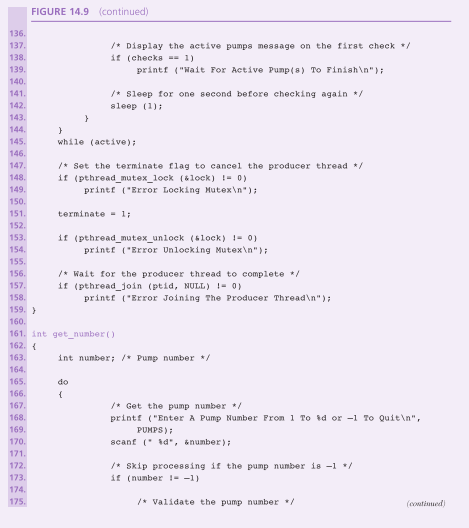 FIGURE 14.9 (continued)
136.
137. /* Display the active pumps message on the first check */
138. if (checks == 1)
139. printf ("Wait For Active Pump(s) To Finish\n");
140.
141. /* Sleep for one second before checking again */
142. sleep (1);
143. }
144. }
145. while (active);
146.
147. /* Set the terminate flag to cancel the producer thread */
148. if (pthread_mutex_lock (&lock) != 0)
149. printf ("Error Locking Mutex\n");
150.
151. terminate = 1;
152.
153. if (pthread_mutex_unlock (&lock) != 0)
154. printf ("Error Unlocking Mutex\n");
155.
156. /* Wait for the producer thread to complete */
157. if (pthread_join (ptid, NULL) != 0)
158. printf ("Error Joining The Producer Thread\n");
159. }
160.
161. int get_number()
162. {
163. int number; /* Pump number */
164.
165. do
166. {
167. /* Get the pump number */
168. printf ("Enter A Pump Number From 1 To %d or –1 To Quit\n",
169. PUMPS);
170. scanf (" %d", &number);
171.
172. /* Skip processing if the pump number is –1 */
173. if (number != –1)
174.
175. /* Validate the pump number */
(continued)